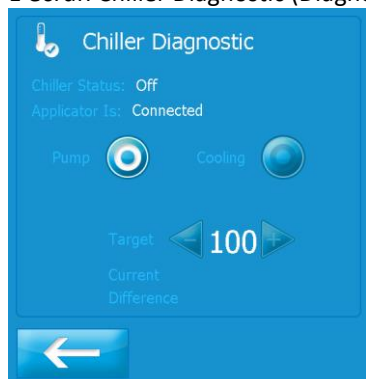 Chiller Diagnostic
Chiller Status: Off
Applicator Is: Connected
Pump Cooling
Target - 100 +
Current
Difference